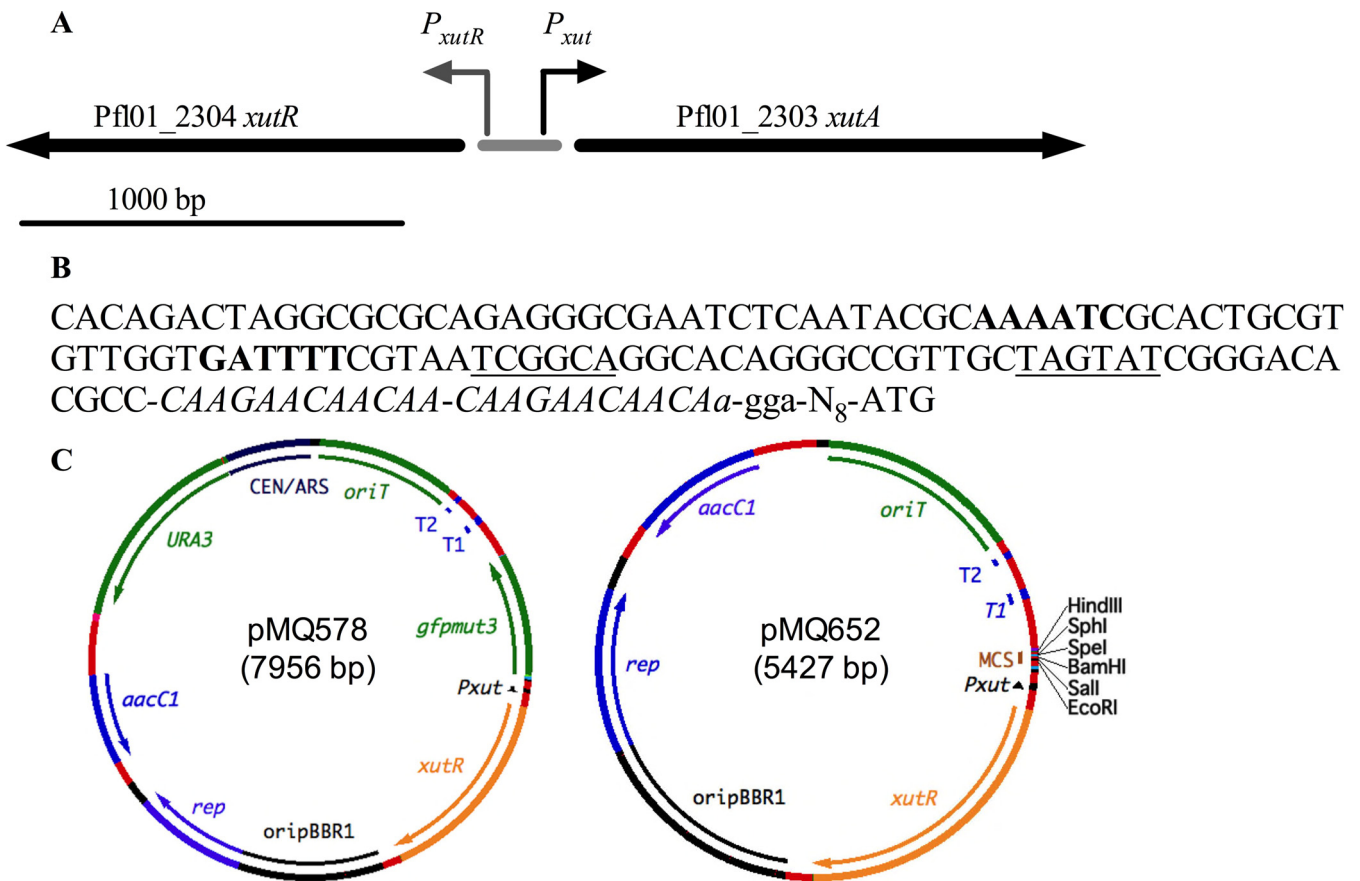 A
PxutR
Pxut
Pfl01_2304 xutR
Pfl01_2303 xutA
1000 bp
B
CACAGACTAGGCGCGCAGAGGGCGAATCTCAATACGCAAAATCGCACTGCGT
GTTGGTGATTTTCGTAATCGGCAGGCACAGGGCCGTTGCTAGTATCGGGACA
CGCC-CAAGAACAACAA-CAAGAACAACAa-gga-N8-ATG
C
CEN/ARS
oriT
T2
T1
URA3
gfpmut3
pMQ578
(7956 bp)
Pxut
aacC1
xutR
rep
oripBBR1
aacC1
oriT
T2
T1
HindIII
SphI
SpeI
BamHI
SalI
EcoRI
MCS
Pxut
pMQ652
(5427 bp)
rep
oripBBR1
xutR